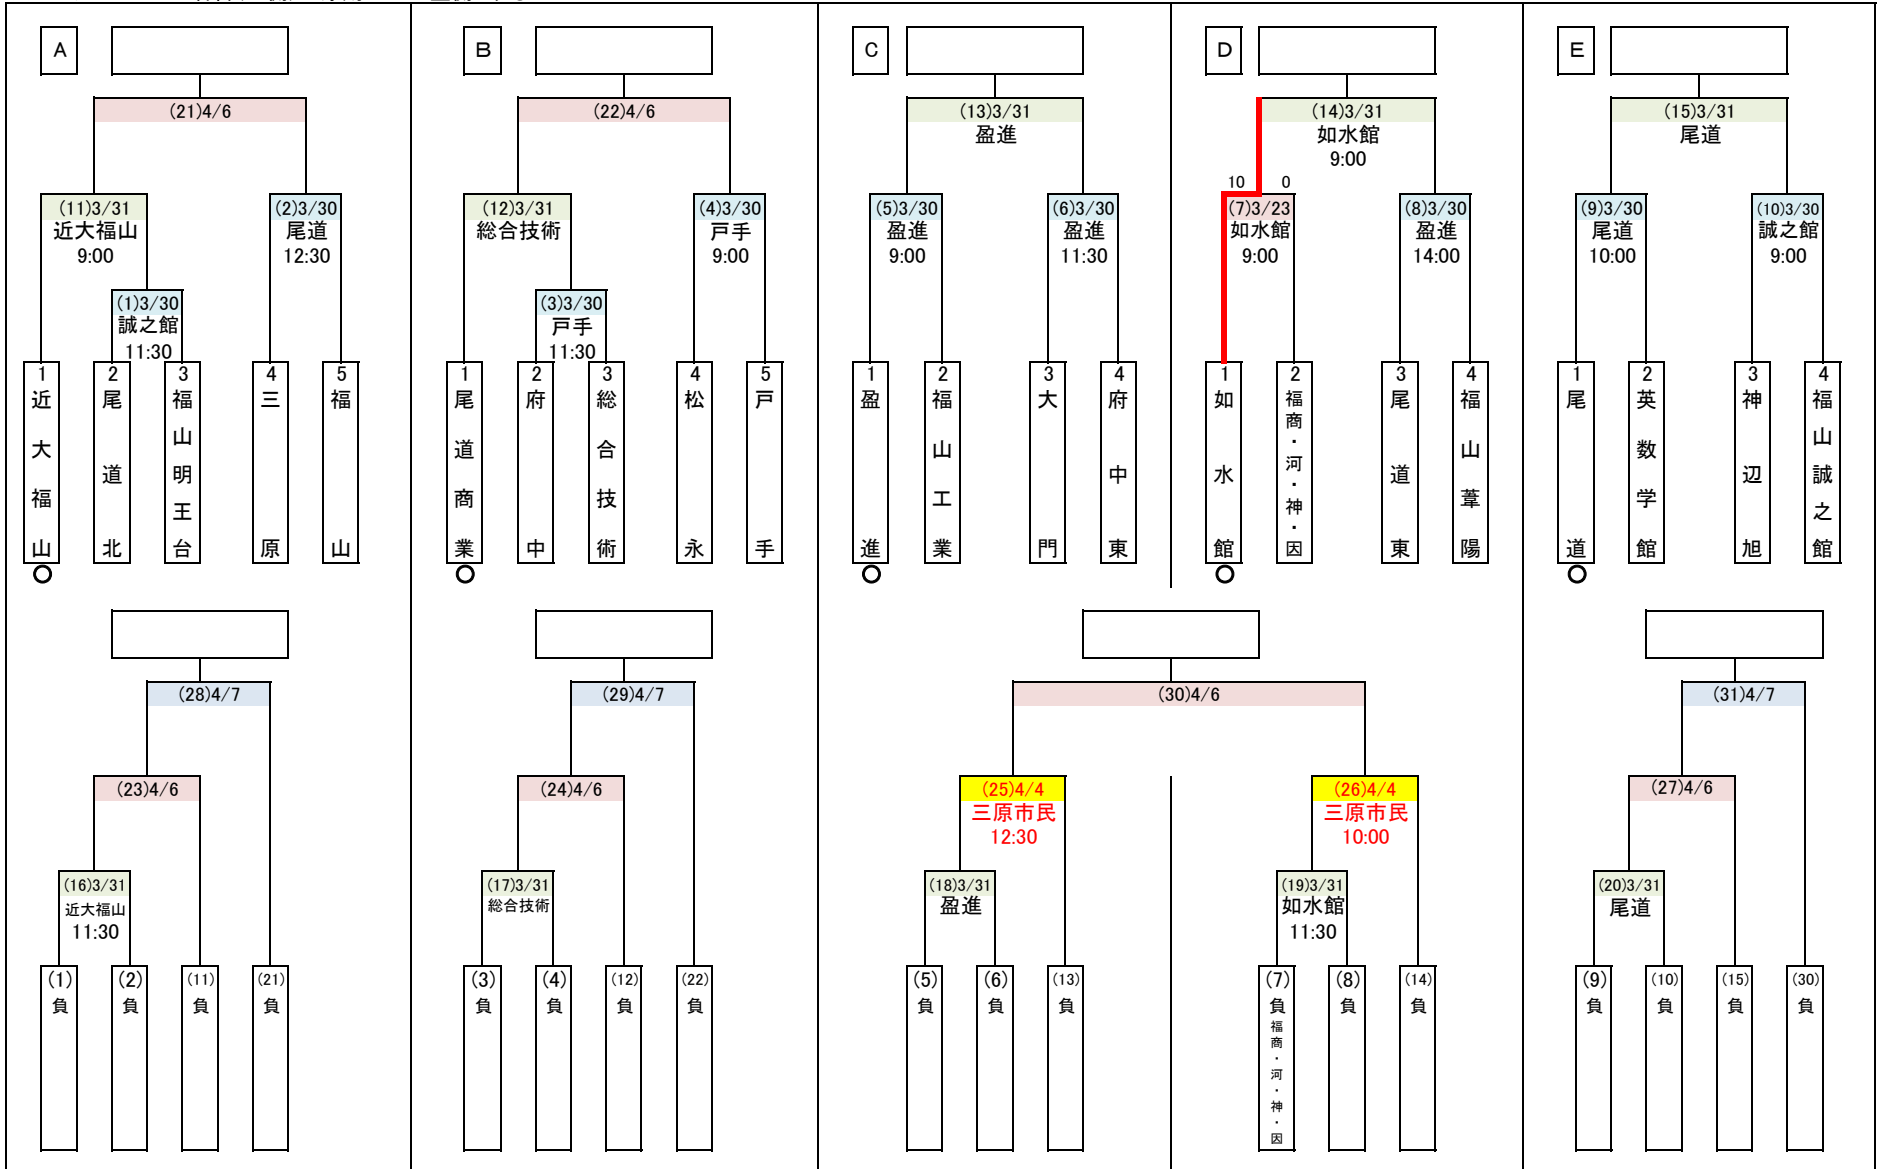 A
B
C
D
E
(21)4/6
(22)4/6
(13)3/31
盈進
(14)3/31
如水館
9:00
(15)3/31
尾道
(11)3/31
近大福山
9:00
(2)3/30
尾道
12:30
(12)3/31
総合技術
(4)3/30
戸手
9:00
(5)3/30
盈進
9:00
(6)3/30
盈進
11:30
10 0
(7)3/23
如水館
9:00
(8)3/30
盈進
14:00
(9)3/30
尾道
10:00
(10)3/30
誠之館
9:00
(1)3/30
誠之館
11:30
(3)3/30
戸手
11:30
1 近大福山
2 尾道北
3 福山明王台
4 三原
5 福山
1 尾道商業
2 府中
3 総合技術
4 松永
5 戸手
1 盈進
2 福山工業
3 大門
4 府中東
1 如水館
2 福商・河・神・因
3 尾道東
4 福山葦陽
1 尾道
2 英数学館
3 神辺旭
4 福山誠之館
(28)4/7
(29)4/7
(30)4/6
(31)4/7
(23)4/6
(24)4/6
(25)4/4
三原市民
12:30
(26)4/4
三原市民
10:00
(27)4/6
(16)3/31
近大福山
11:30
(17)3/31
総合技術
(18)3/31
盈進
(19)3/31
如水館
11:30
(20)3/31
尾道
(1)負
(2)負
(11)負
(21)負
(3)負
(4)負
(12)負
(22)負
(5)負
(6)負
(13)負
(7)負 福商・河・神・因
(8)負
(14)負
(9)負
(10)負
(15)負
(30)負